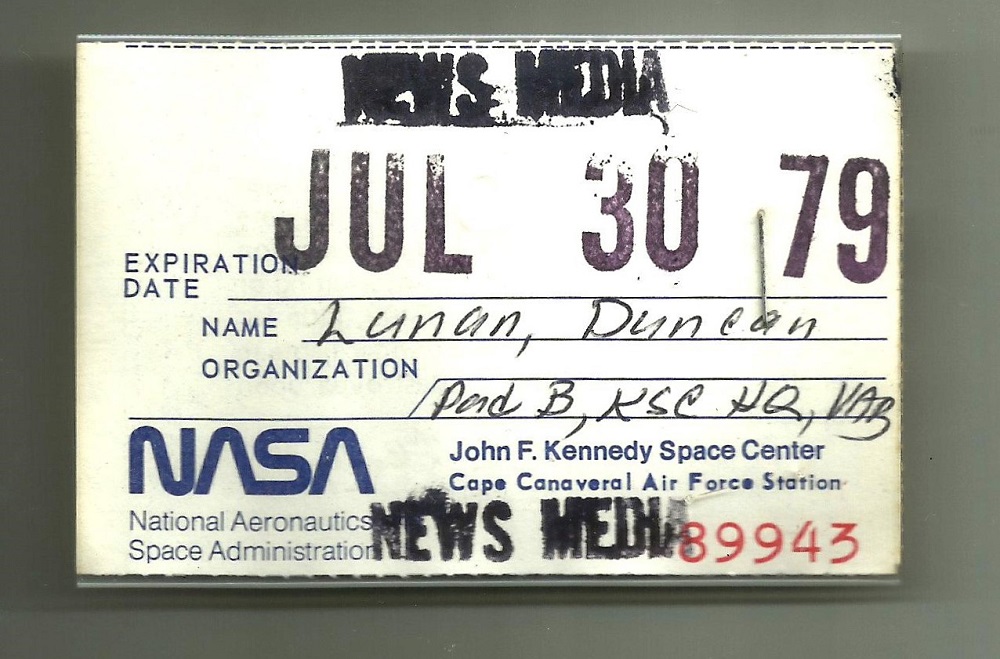 NEWS MEDIA
JUL 30 79
EXPIRATION
DATE
NAME Lunan, Duncan
ORGANIZATION
Pad B, KSC HQ, VAB
NASA
John F. Kennedy Space Center
Cape Canaveral Air Force Station
National Aeronautics
Space Administration
NEWS MEDIA
89943